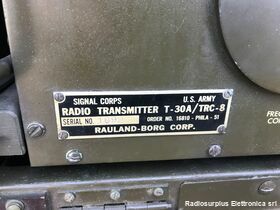 SIGNAL CORPS U.S. ARMY
RADIO TRANSMITTER T-30A/TRC-8
SERIAL NO. ORDER NO. 16810-PHILA-51
RAULAND-BORG CORP.
Radiosurplus Elettronica srl